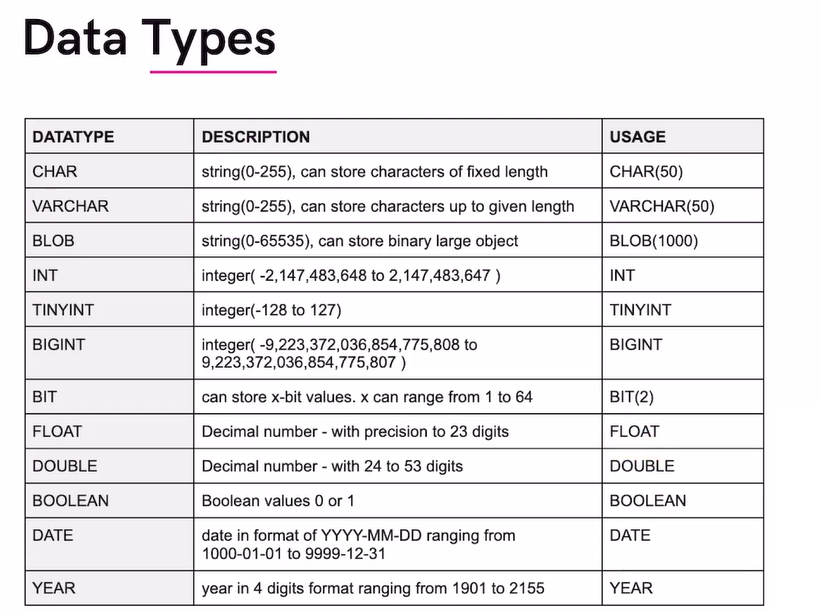 Data Types
DATATYPE DESCRIPTION USAGE
CHAR string(0-255), can store characters of fixed length CHAR(50)
VARCHAR string(0-255), can store characters up to given length VARCHAR(50)
BLOB string(0-65535), can store binary large object BLOB(1000)
INT integer( -2,147,483,648 to 2,147,483,647 ) INT
TINYINT integer(-128 to 127) TINYINT
BIGINT integer( -9,223,372,036,854,775,808 to BIGINT
9,223,372,036,854,775,807 )
BIT can store x-bit values. x can range from 1 to 64 BIT(2)
FLOAT Decimal number - with precision to 23 digits FLOAT
DOUBLE Decimal number - with 24 to 53 digits DOUBLE
BOOLEAN Boolean values 0 or 1 BOOLEAN
DATE date in format of YYYY-MM-DD ranging from DATE
1000-01-01 to 9999-12-31
YEAR year in 4 digits format ranging from 1901 to 2155 YEAR